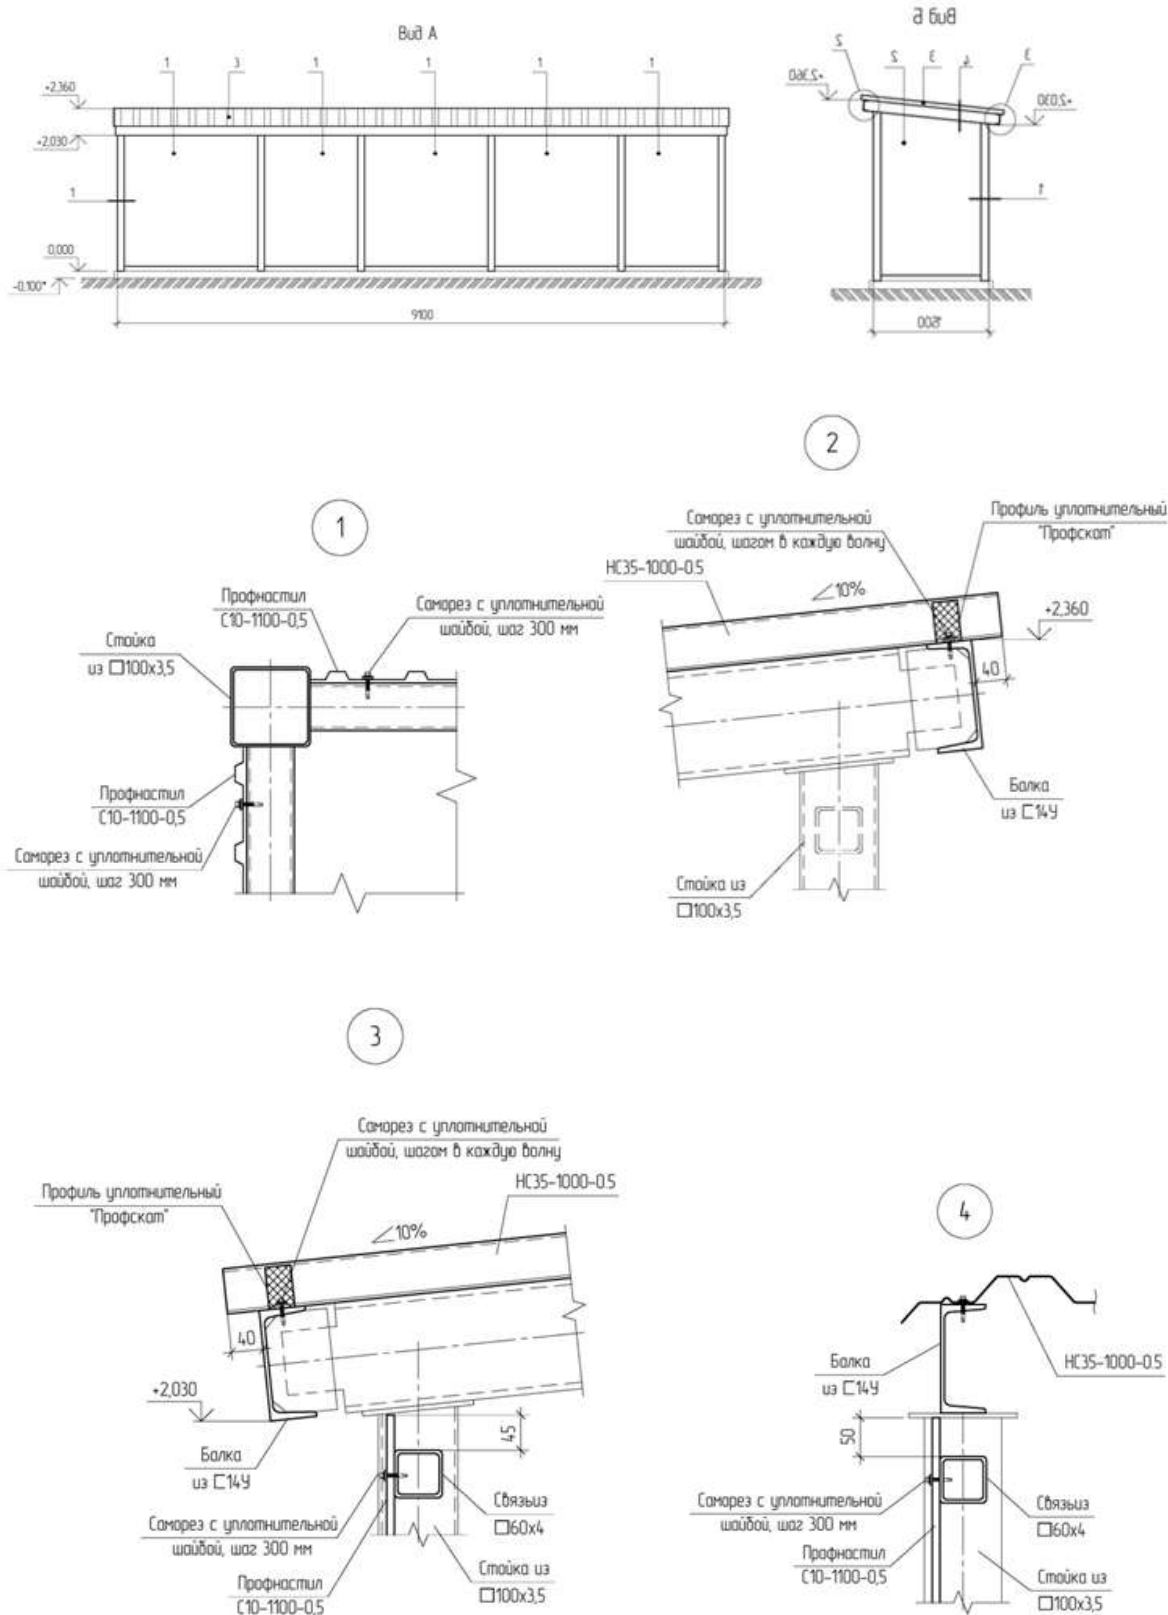 Вид А
1 3 1 1 1 1
+2,360
+2,030
1
0,000
-0,100*
9100
Вид Б
2 2 3 4 3
+2,360
+2,030
1
1500
1
Профнастил
С10-1100-0,5
Саморез с уплотнительной
шайбой, шаг 300 мм
Стойка
из □100х3,5
Профнастил
С10-1100-0,5
Саморез с уплотнительной
шайбой, шаг 300 мм
2
Саморез с уплотнительной
шайбой, шагом в каждую волну
Профиль уплотнительный
"Профскат"
НС35-1000-0.5
10%
+2,360
40
Балка
из ⊏14У
Стойка из
□100х3,5
3
Саморез с уплотнительной
шайбой, шагом в каждую волну
НС35-1000-0.5
Профиль уплотнительный
"Профскат"
10%
40
+2,030
45
Балка
из ⊏14У
Связьиз
□60х4
Саморез с уплотнительной
шайбой, шаг 300 мм
Стойка из
□100х3,5
Профнастил
С10-1100-0,5
4
Балка
из ⊏14У
НС35-1000-0.5
50
Саморез с уплотнительной
шайбой, шаг 300 мм
Связьиз
□60х4
Профнастил
С10-1100-0,5
Стойка из
□100х3,5